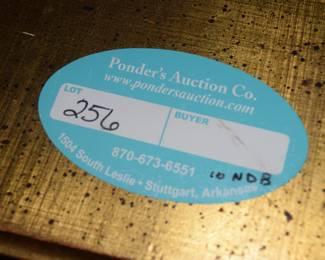 Ponder's Auction Co.
www.pondersauction.com
LOT
256
BUYER
870-673-6551
10 NDB
1504 South Leslie • Stuttgart, Arkansas